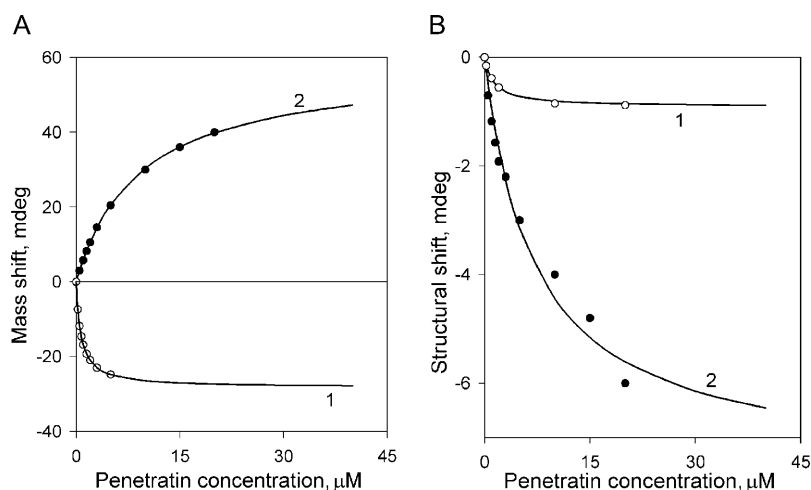 A
60
40
20
0
-20
-40
Mass shift, mdeg
2
1
0 15 30 45
Penetratin concentration, μM
B
0
-2
-4
-6
Structural shift, mdeg
1
2
0 15 30 45
Penetratin concentration, μM